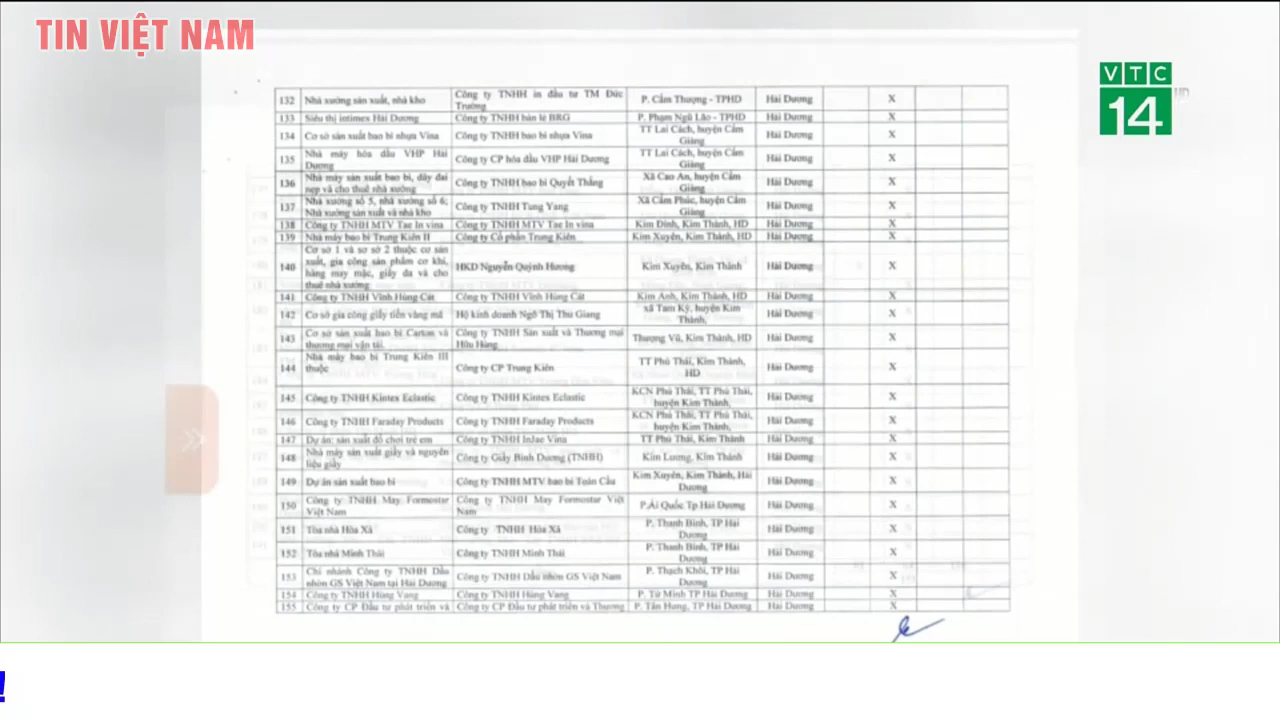 TIN VIỆT NAM
VTC
14
HD
132 Nhà xưởng sản xuất, nhà kho Công ty TNHH in đầu tư TM Đức P. Cẩm Thượng - TPHD Hải Dương X
Trường
133 Siêu thị intimex Hải Dương Công ty TNHH bán lẻ BRG P. Phạm Ngũ Lão - TPHD Hải Dương X
134 Cơ sở sản xuất bao bì nhựa Vina Công ty TNHH bao bì nhựa Vina TT Lai Cách, huyện Cẩm Hải Dương X
Giàng
135 Nhà máy hóa dầu VHP Hải Công ty CP hóa dầu VHP Hải Dương TT Lai Cách, huyện Cẩm Hải Dương X
Dương Giàng
136 Nhà máy sản xuất bao bì, dây đai Công ty TNHH bao bì Quyết Thắng Xã Cao An, huyện Cẩm Hải Dương X
nẹp và cho thuê nhà xưởng Giàng
137 Nhà xưởng số 5, nhà xưởng số 6; Công ty TNHH Tung Yang Xã Cẩm Phúc, huyện Cẩm Hải Dương X
Nhà xưởng sản xuất và nhà kho Giàng
138 Công ty TNHH MTV Tae In vina Công ty TNHH MTV Tae In vina Kim Đính, Kim Thành, HD Hải Dương X
139 Nhà máy bao bì Trung Kiên II Công ty Cổ phần Trung Kiên Kim Xuyên, Kim Thành, HD Hải Dương X
140 Cơ sở 1 và sơ sở 2 thuộc cơ sản HKD Nguyễn Quỳnh Hương Kim Xuyên, Kim Thành Hải Dương X
xuất, gia công sản phẩm cơ khí,
hàng may mặc, giầy da và cho
thuê nhà xưởng
141 Công ty TNHH Vĩnh Hùng Cát Công ty TNHH Vĩnh Hùng Cát Kim Anh, Kim Thành, HD Hải Dương X
142 Cơ sở gia công giấy tiền vàng mã Hộ kinh doanh Ngô Thị Thu Giang xã Tam Kỳ, huyện Kim Hải Dương X
Thành,
143 Cơ sở sản xuất bao bì Carton và Công ty TNHH Sản xuất và Thương mại Thượng Vũ, Kim Thành, HD Hải Dương X
thương mại vận tải. Hữu Hùng
144 Nhà máy bao bì Trung Kiên III Công ty CP Trung Kiên TT Phú Thái, Kim Thành, Hải Dương X
thuộc HD
145 Công ty TNHH Kintex Eclastic Công ty TNHH Kintex Eclastic KCN Phú Thái, TT Phú Thái, Hải Dương X
huyện Kim Thành,
146 Công ty TNHH Faraday Products Công ty TNHH Faraday Products KCN Phú Thái, TT Phú Thái, Hải Dương X
huyện Kim Thành,
147 Dự án: sản xuất đồ chơi trẻ em Công ty TNHH InJae Vina TT Phú Thái, Kim Thành Hải Dương X
148 Nhà máy sản xuất giấy và nguyên Công ty Giấy Bình Dương (TNHH) Kim Lương, Kim Thành Hải Dương X
liệu giấy
149 Dự án sản xuất bao bì Công ty TNHH MTV bao bì Toàn Cầu Kim Xuyên, Kim Thành, Hải Hải Dương X
Dương
150 Công ty TNHH May Formostar Công ty TNHH May Formostar Việt P.Ái Quốc Tp Hải Dương Hải Dương X
Việt Nam Nam
151 Tòa nhà Hòa Xá Công ty TNHH Hòa Xá P. Thanh Bình, TP Hải Hải Dương X
Dương
152 Tòa nhà Minh Thái Công ty TNHH Minh Thái P. Thanh Bình, TP Hải Hải Dương X
Dương
153 Chi nhánh Công ty TNHH Dầu Công ty TNHH Dầu nhờn GS Việt Nam P. Thạch Khôi, TP Hải Hải Dương X
nhờn GS Việt Nam tại Hải Dương Dương
154 Công ty TNHH Hùng Vang Công ty TNHH Hùng Vang P. Tứ Minh TP Hải Dương Hải Dương X
155 Công ty CP Đầu tư phát triển và Công ty CP Đầu tư phát triển và Thương P. Tân Hưng, TP Hải Dương Hải Dương X
!